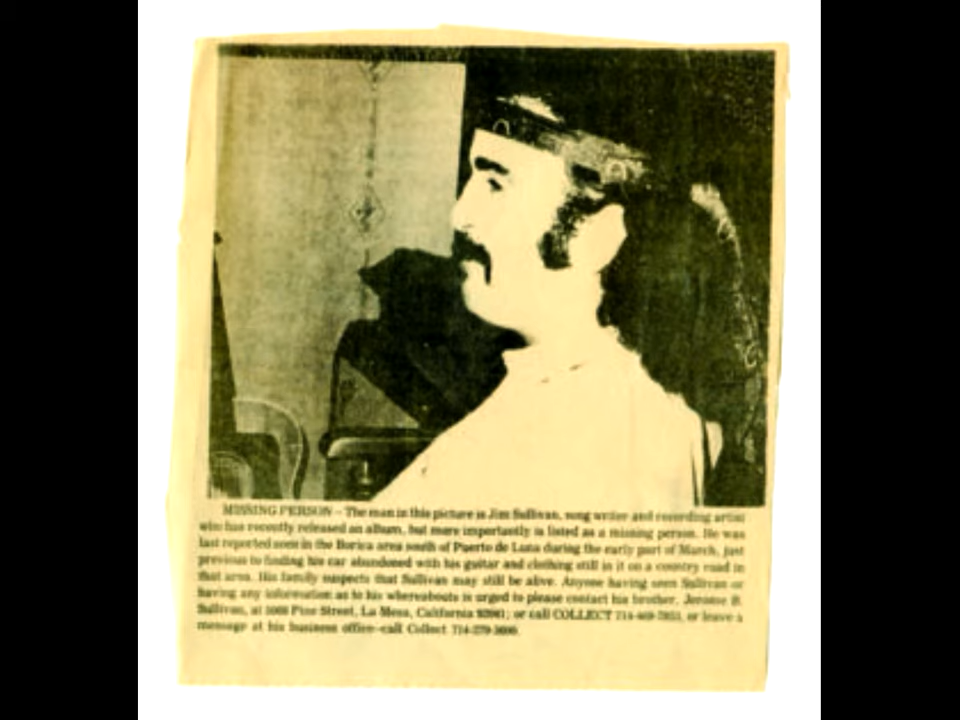 MISSING PERSON – The man in this picture is Jim Sullivan, song writer and recording artist
who has recently released an album, but more importantly is listed as a missing person. He was
last reported seen in the area south of Puerto de Luna during the early part of March, just
previous to finding his car abandoned with his guitar and clothing still in it on a country road in
that area. His family suspects that Sullivan may still be alive. Anyone having seen Sullivan or
having any information as to his whereabouts is urged to please contact his brother, Jerome B.
Sullivan, at Pine Street, La Mesa, California or call COLLECT or leave a
message at his business office--call Collect